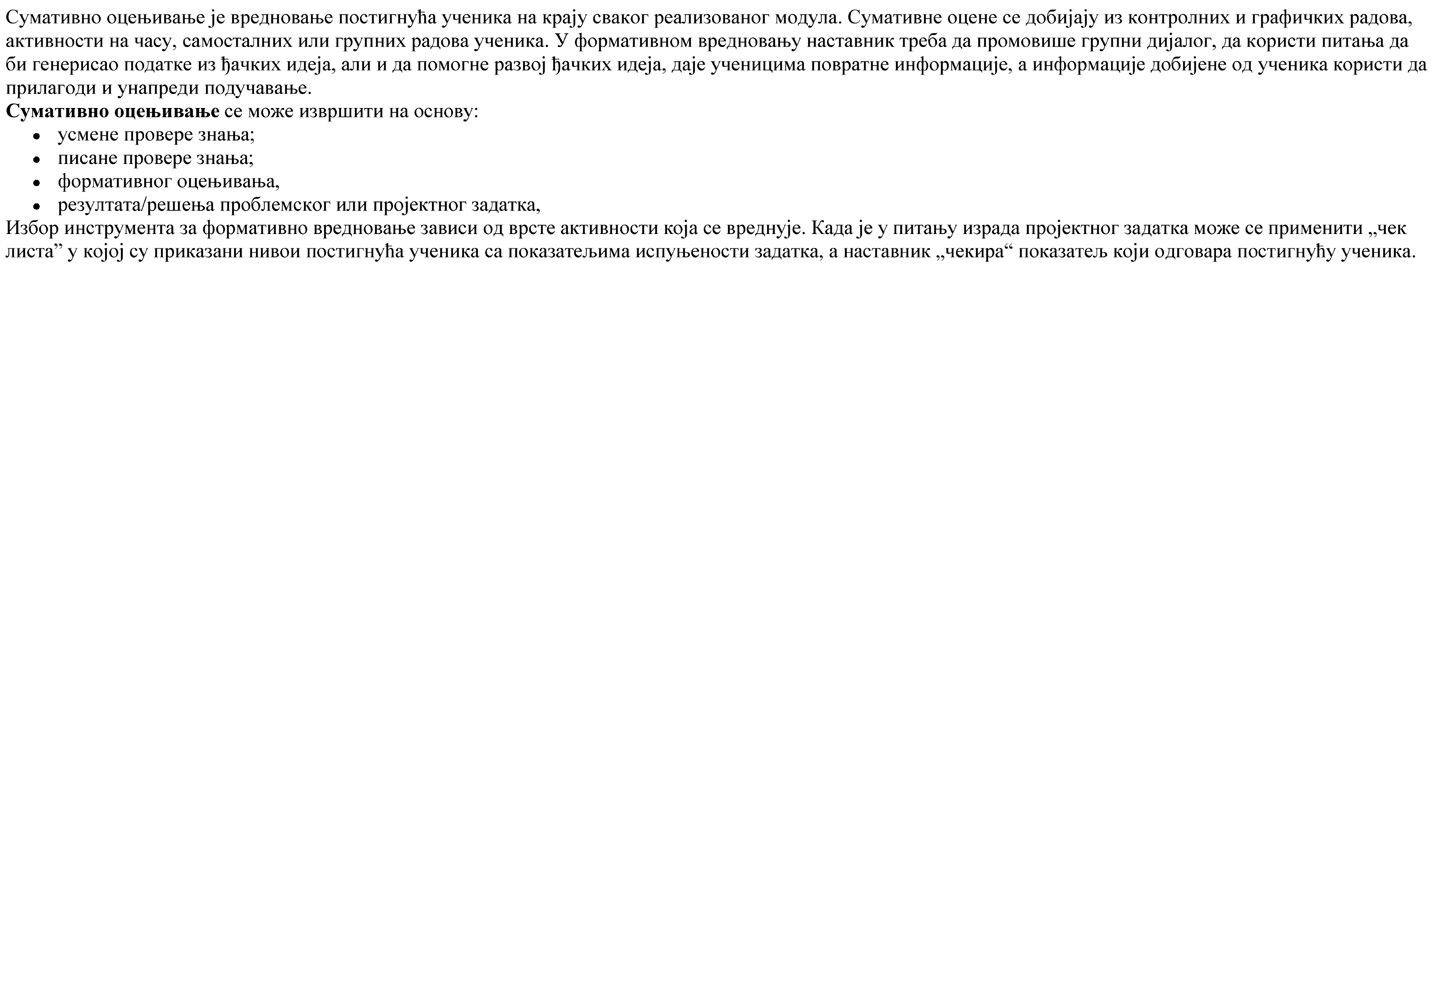 Сумативно оцењивање је вредновање постигнућа ученика на крају сваког реализованог модула. Сумативне оцене се добијају из контролних и графичких радова,
активности на часу, самосталних или групних радова ученика. У формативном вредновању наставник треба да промовише групни дијалог, да користи питања да
би генерисао податке из ђачких идеја, али и да помогне развој ђачких идеја, даје ученицима повратне информације, а информације добијене од ученика користи да
прилагоди и унапреди подучавање.
Сумативно оцењивање се може извршити на основу:
● усмене провере знања;
● писане провере знања;
● формативног оцењивања,
● резултата/решења проблемског или пројектног задатка,
Избор инструмента за формативно вредновање зависи од врсте активности која се вреднује. Када је у питању израда пројектног задатка може се применити „чек
листа” у којој су приказани нивои постигнућа ученика са показатељима испуњености задатка, а наставник „чекира“ показатељ који одговара постигнућу ученика.